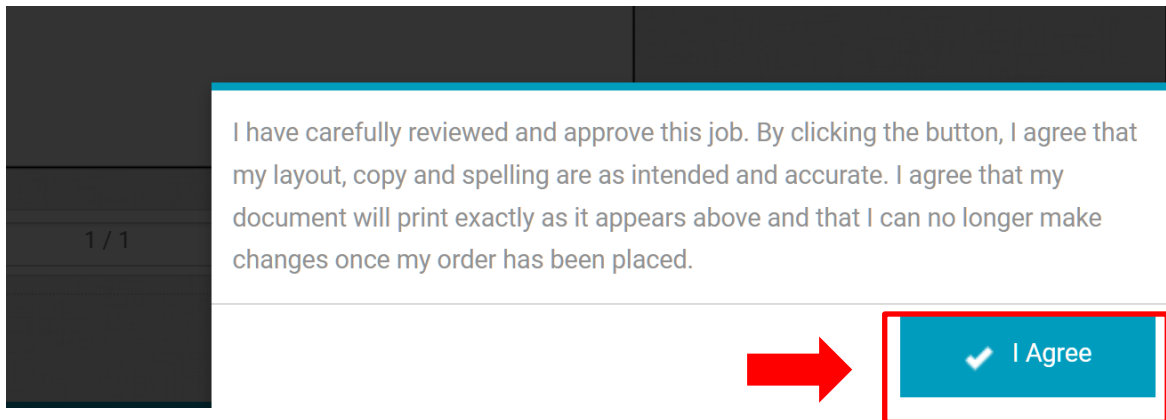 I have carefully reviewed and approve this job. By clicking the button, I agree that
my layout, copy and spelling are as intended and accurate. I agree that my
document will print exactly as it appears above and that I can no longer make
changes once my order has been placed.
1 / 1
I Agree